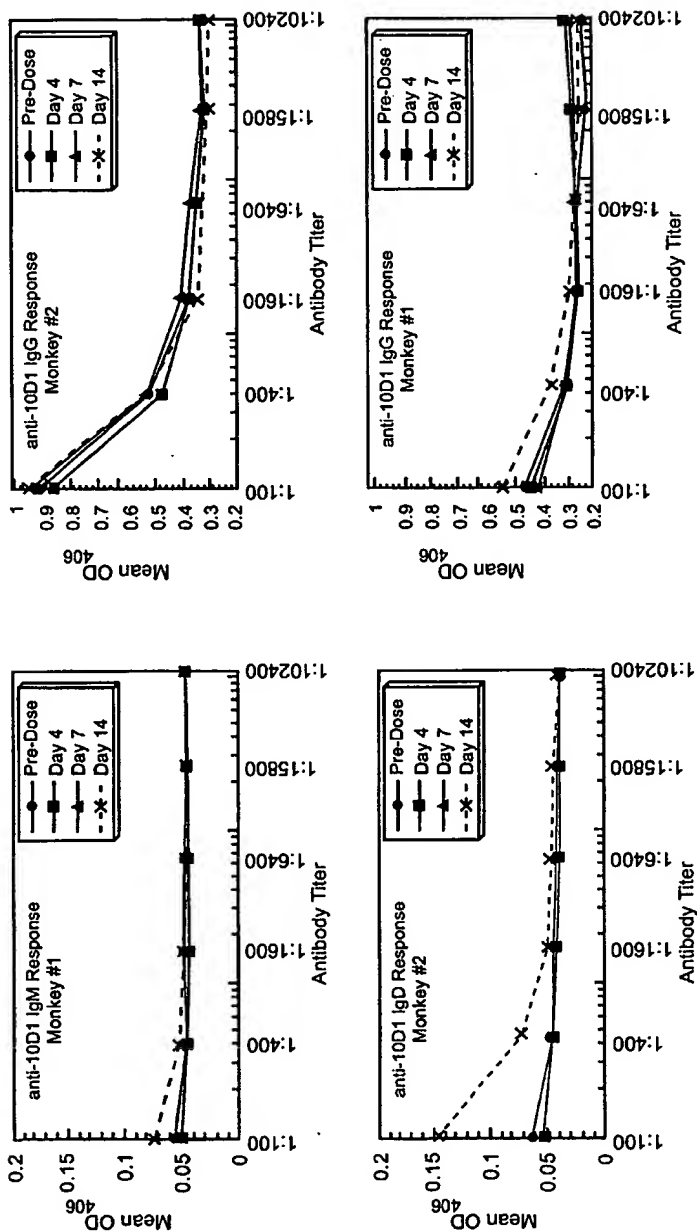 anti-10D1 IgM Response
Monkey #1
Pre-Dose
Day 4
Day 7
Day 14
Mean OD 406
0.2
0.15
0.1
0.05
0
1:100
1:400
1:1600
1:6400
1:15800
1:102400
Antibody Titer
anti-10D1 IgG Response
Monkey #2
Pre-Dose
Day 4
Day 7
Day 14
Mean OD 406
1
0.9
0.8
0.7
0.6
0.5
0.4
0.3
0.2
1:100
1:400
1:1600
1:6400
1:15800
1:102400
Antibody Titer
anti-10D1 IgD Response
Monkey #2
Pre-Dose
Day 4
Day 7
Day 14
Mean OD 406
0.2
0.15
0.1
0.05
0
1:100
1:400
1:1600
1:6400
1:15800
1:102400
Antibody Titer
anti-10D1 IgG Response
Monkey #1
Pre-Dose
Day 4
Day 7
Day 14
Mean OD 406
1
0.9
0.8
0.7
0.6
0.5
0.4
0.3
0.2
1:100
1:400
1:1600
1:6400
1:15800
1:102400
Antibody Titer